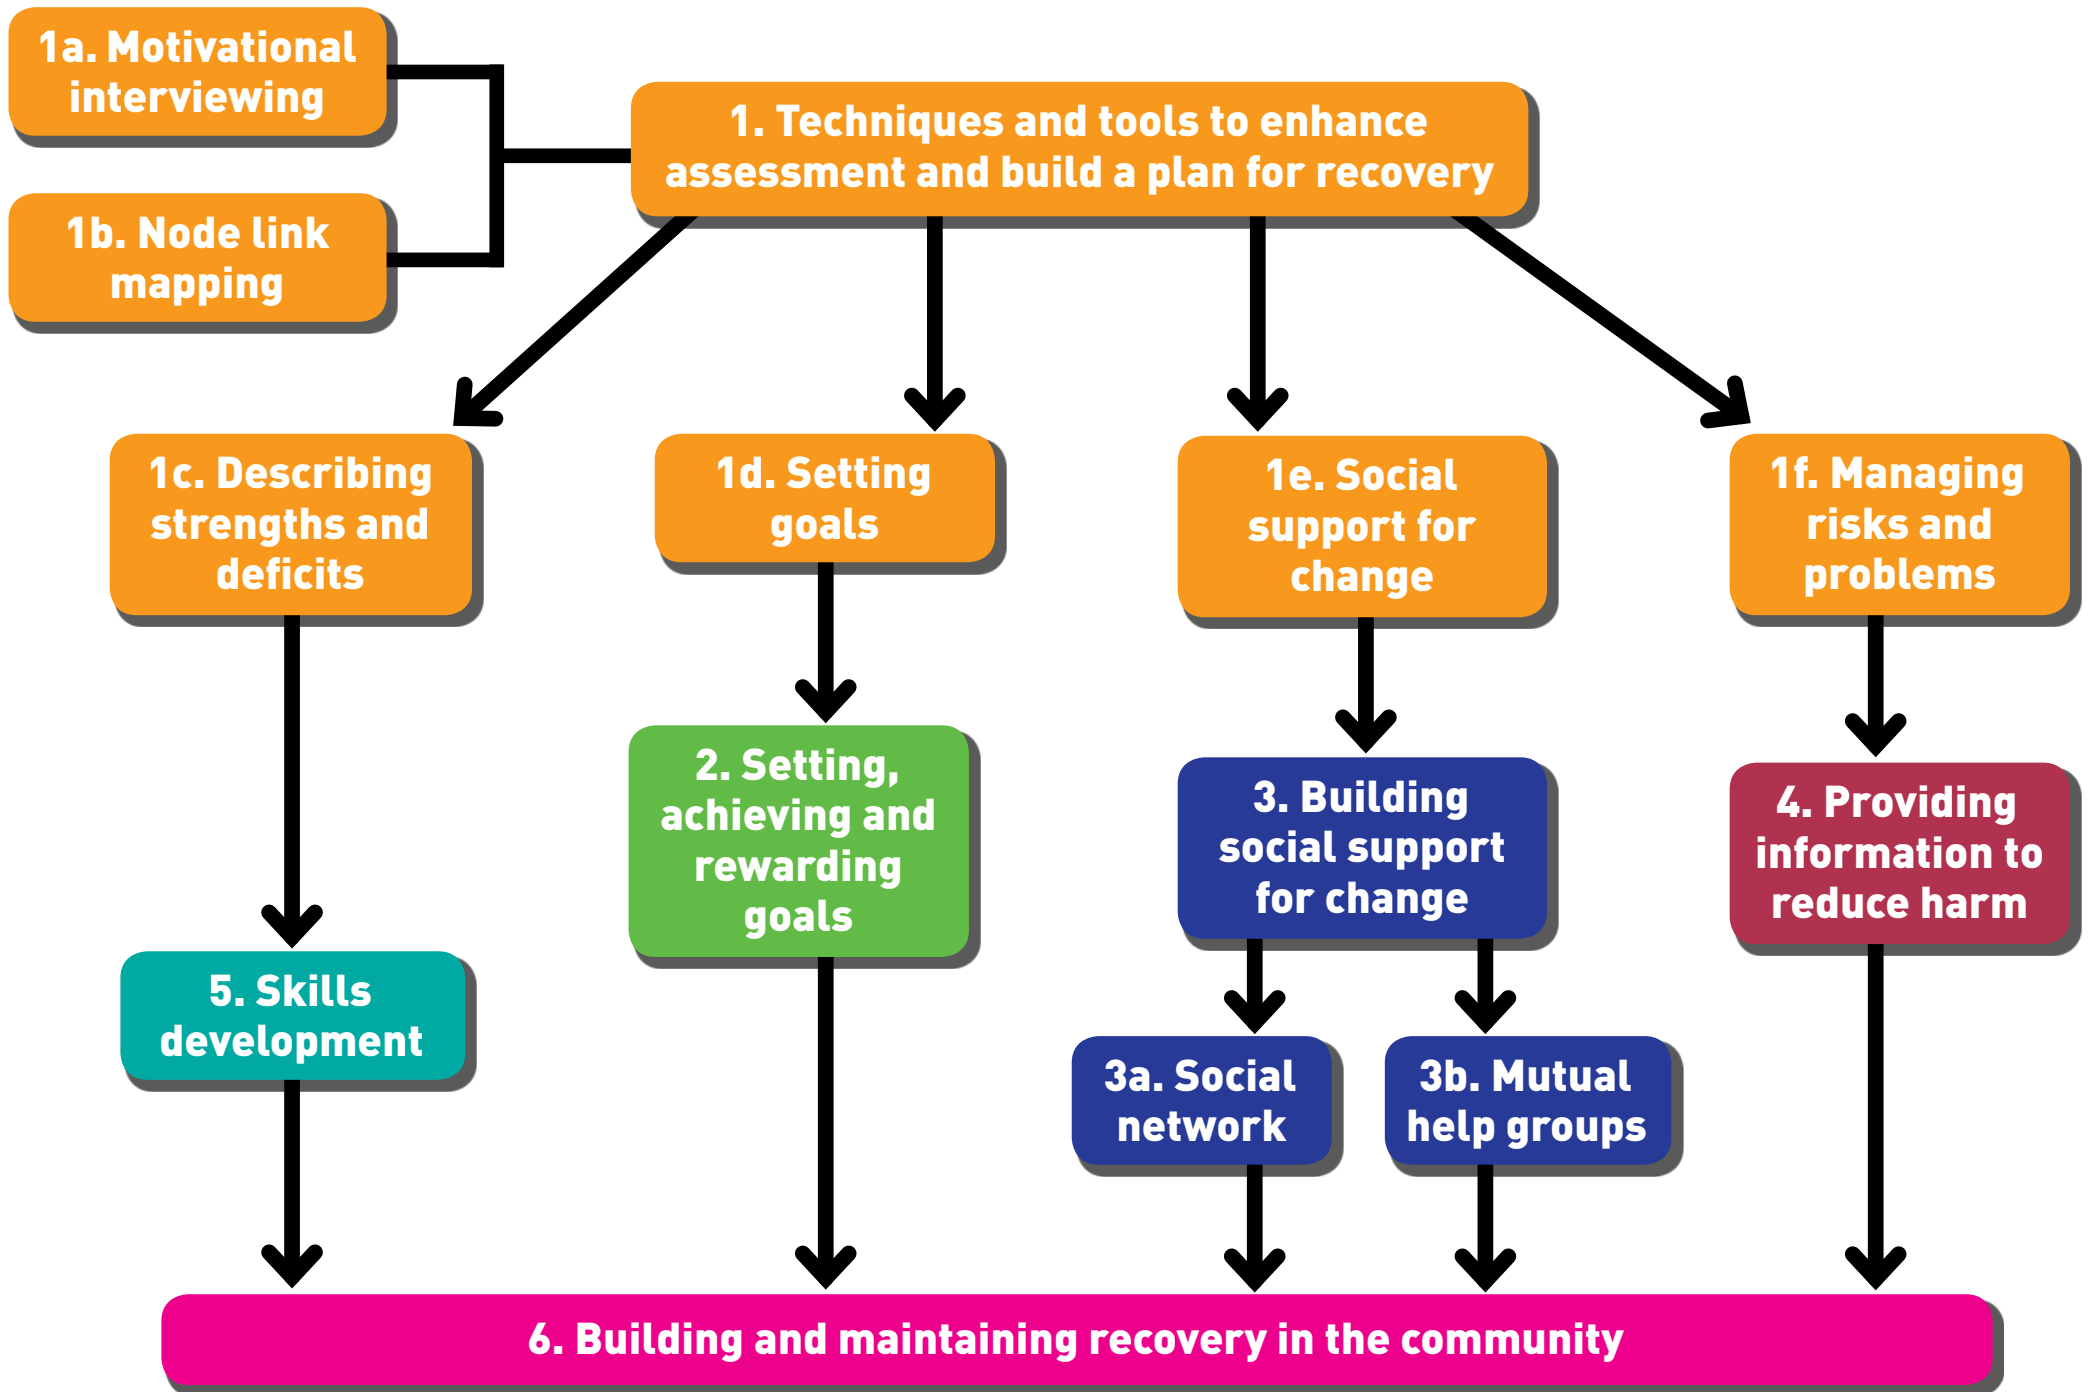 1a. Motivational
interviewing
1. Techniques and tools to enhance
assessment and build a plan for recovery
1b. Node link
mapping
1c. Describing
strengths and
deficits
1d. Setting
goals
1e. Social
support for
change
1f. Managing
risks and
problems
2. Setting,
achieving and
rewarding
goals
3. Building
social support
for change
4. Providing
information to
reduce harm
5. Skills
development
3a. Social
network
3b. Mutual
help groups
6. Building and maintaining recovery in the community